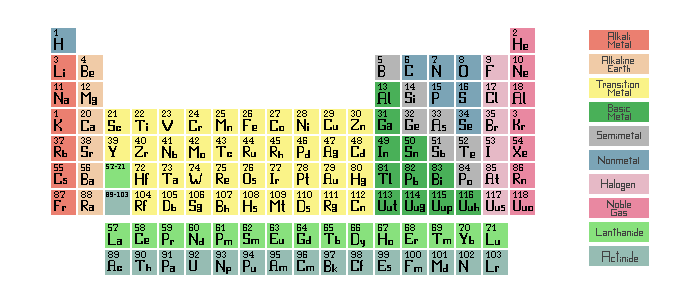 1 2
H He
3 4 5 6 7 8 9 10
Li Be B C N O F Ne
11 12 13 14 15 16 17 18
Na Mg Al Si P S Cl Al
1 20 21 22 23 24 25 26 27 28 29 30 31 32 33 34 35 3
K Ca Sc Ti V Cr Mn Fe Co Ni Cu Zn Ga Ge As Se Br Kr
37 38 39 40 41 42 43 44 45 46 47 48 49 50 51 52 53 54
Rb Sr Y Zr Nb Mo Tc Ru Rh Pd Ag Cd In Sn Sb Te I Xe
55 56 57-71 72 73 74 75 76 77 78 79 80 81 82 83 84 85 86
Cs Ba Hf Ta W Re Os Ir Pt Au Hg Tl Pb Bi Po At Rn
87 88 89-103 104 105 106 107 108 109 110 111 112 113 114 115 116 117 118
Fr Ra Rf Db Sg Bh Hs Mt Ds Rg Cn Uut Uug Uup Uuh Uus Uuo
57 58 59 60 61 62 63 64 65 66 67 68 69 70 71
La Ce Pr Nd Pm Sm Eu Gd Tb Dy Ho Er Tm Yb Lu
89 90 91 92 93 94 95 96 97 98 99 100 101 102 103
Ac Th Pa U Np Pu Am Cm Bk Cf Es Fm Md N Lr
Alkali
Metal
Alkaline
Earth
Transition
Metal
Basic
Metal
Semimetal
Nonmetal
Halogen
Noble
Gas
Lanthanide
Actinide